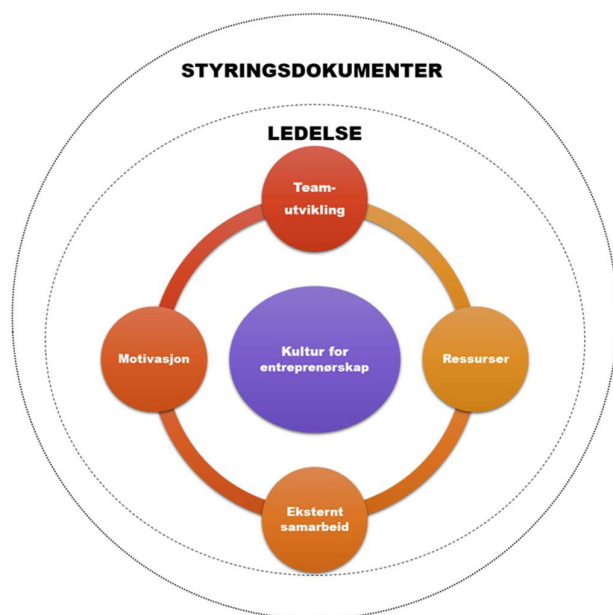 STYRINGSDOKUMENTER
LEDELSE
Team-
utvikling
Motivasjon
Kultur for
entreprenørskap
Ressurser
Eksternt
samarbeid